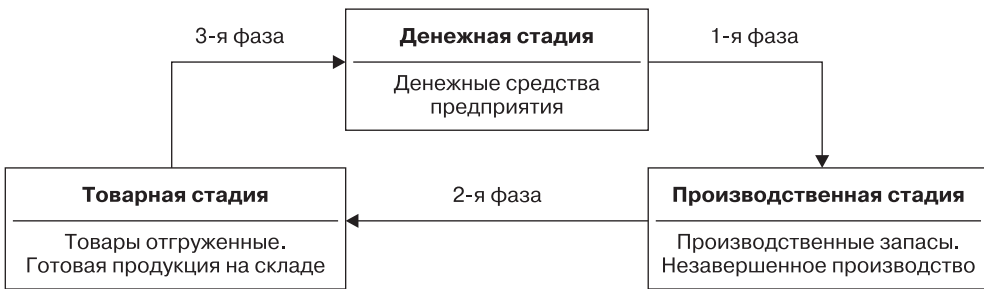 3-я фаза
Денежная стадия
1-я фаза
Денежные средства
предприятия
Товарная стадия
2-я фаза
Производственная стадия
Товары отгруженные.
Готовая продукция на складе
Производственные запасы.
Незавершенное производство